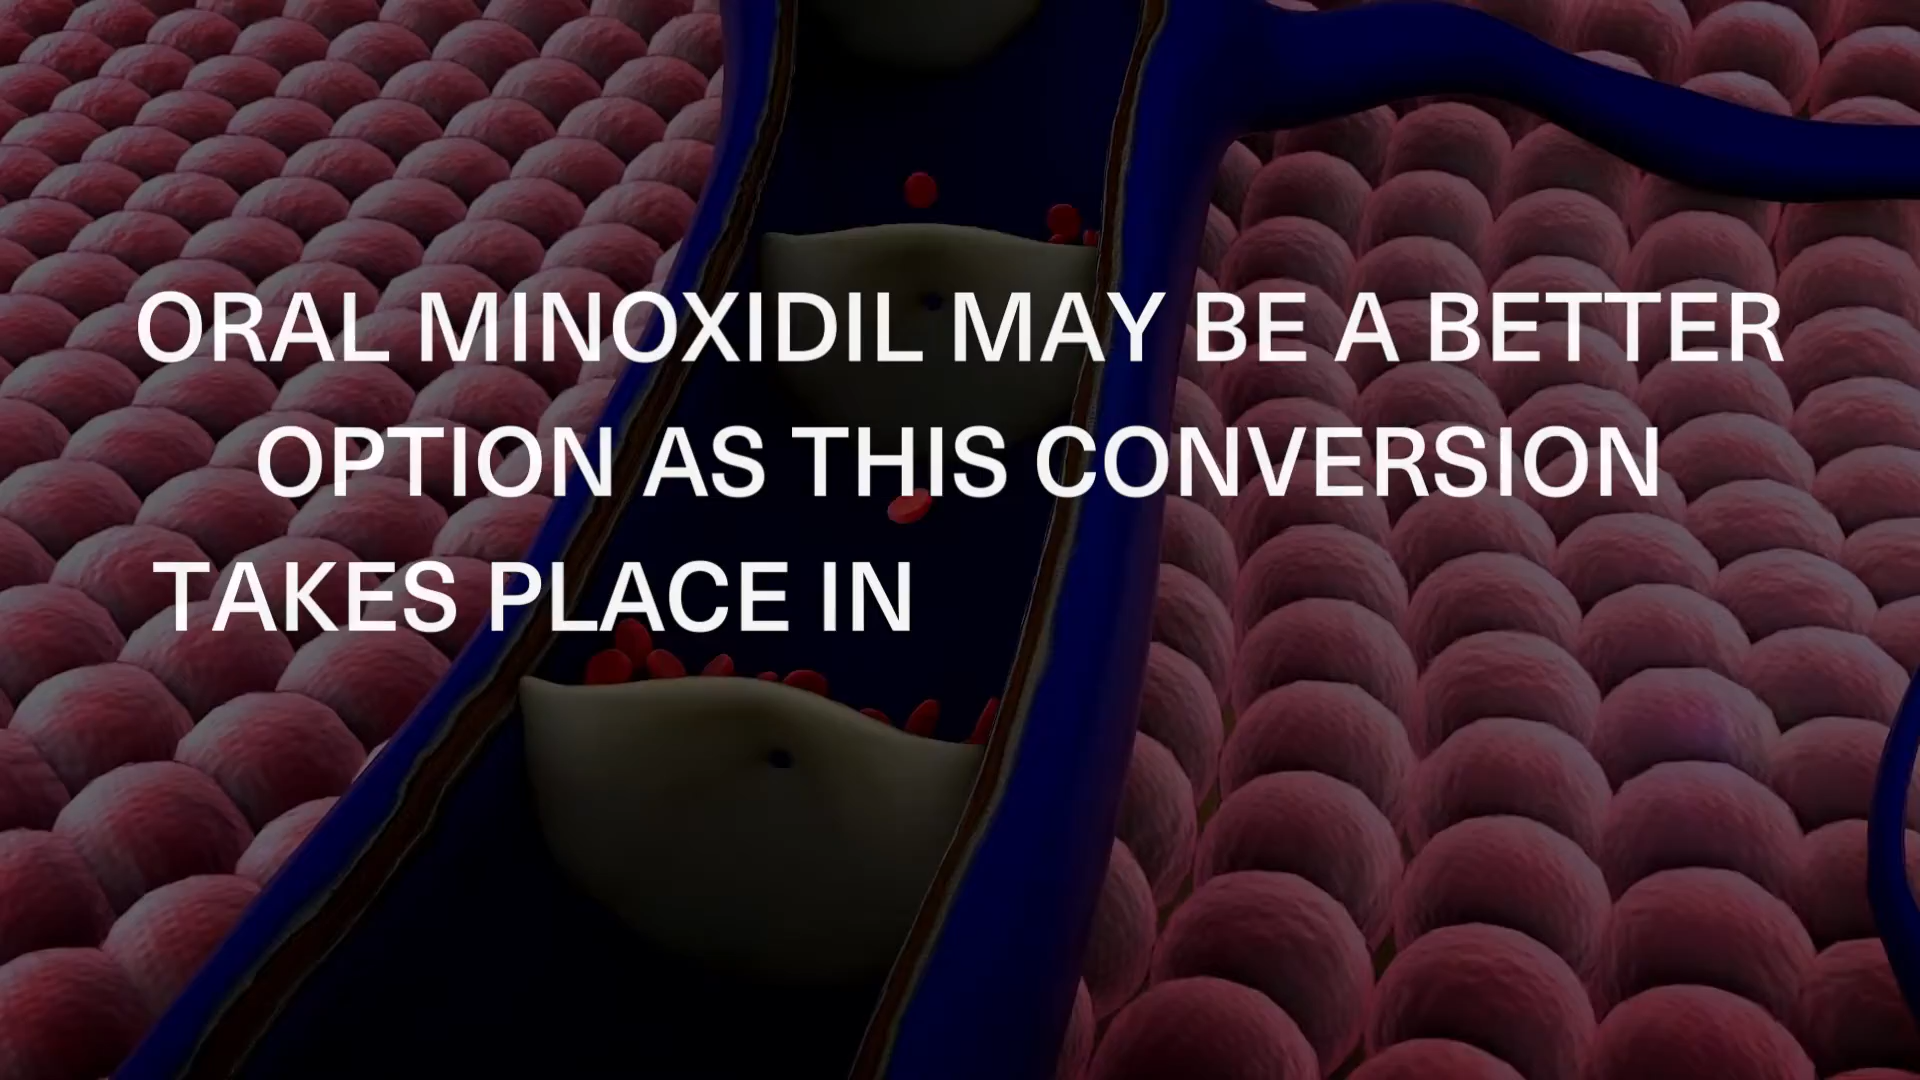 ORAL MINOXIDIL MAY BE A BETTER
OPTION AS THIS CONVERSION
TAKES PLACE IN